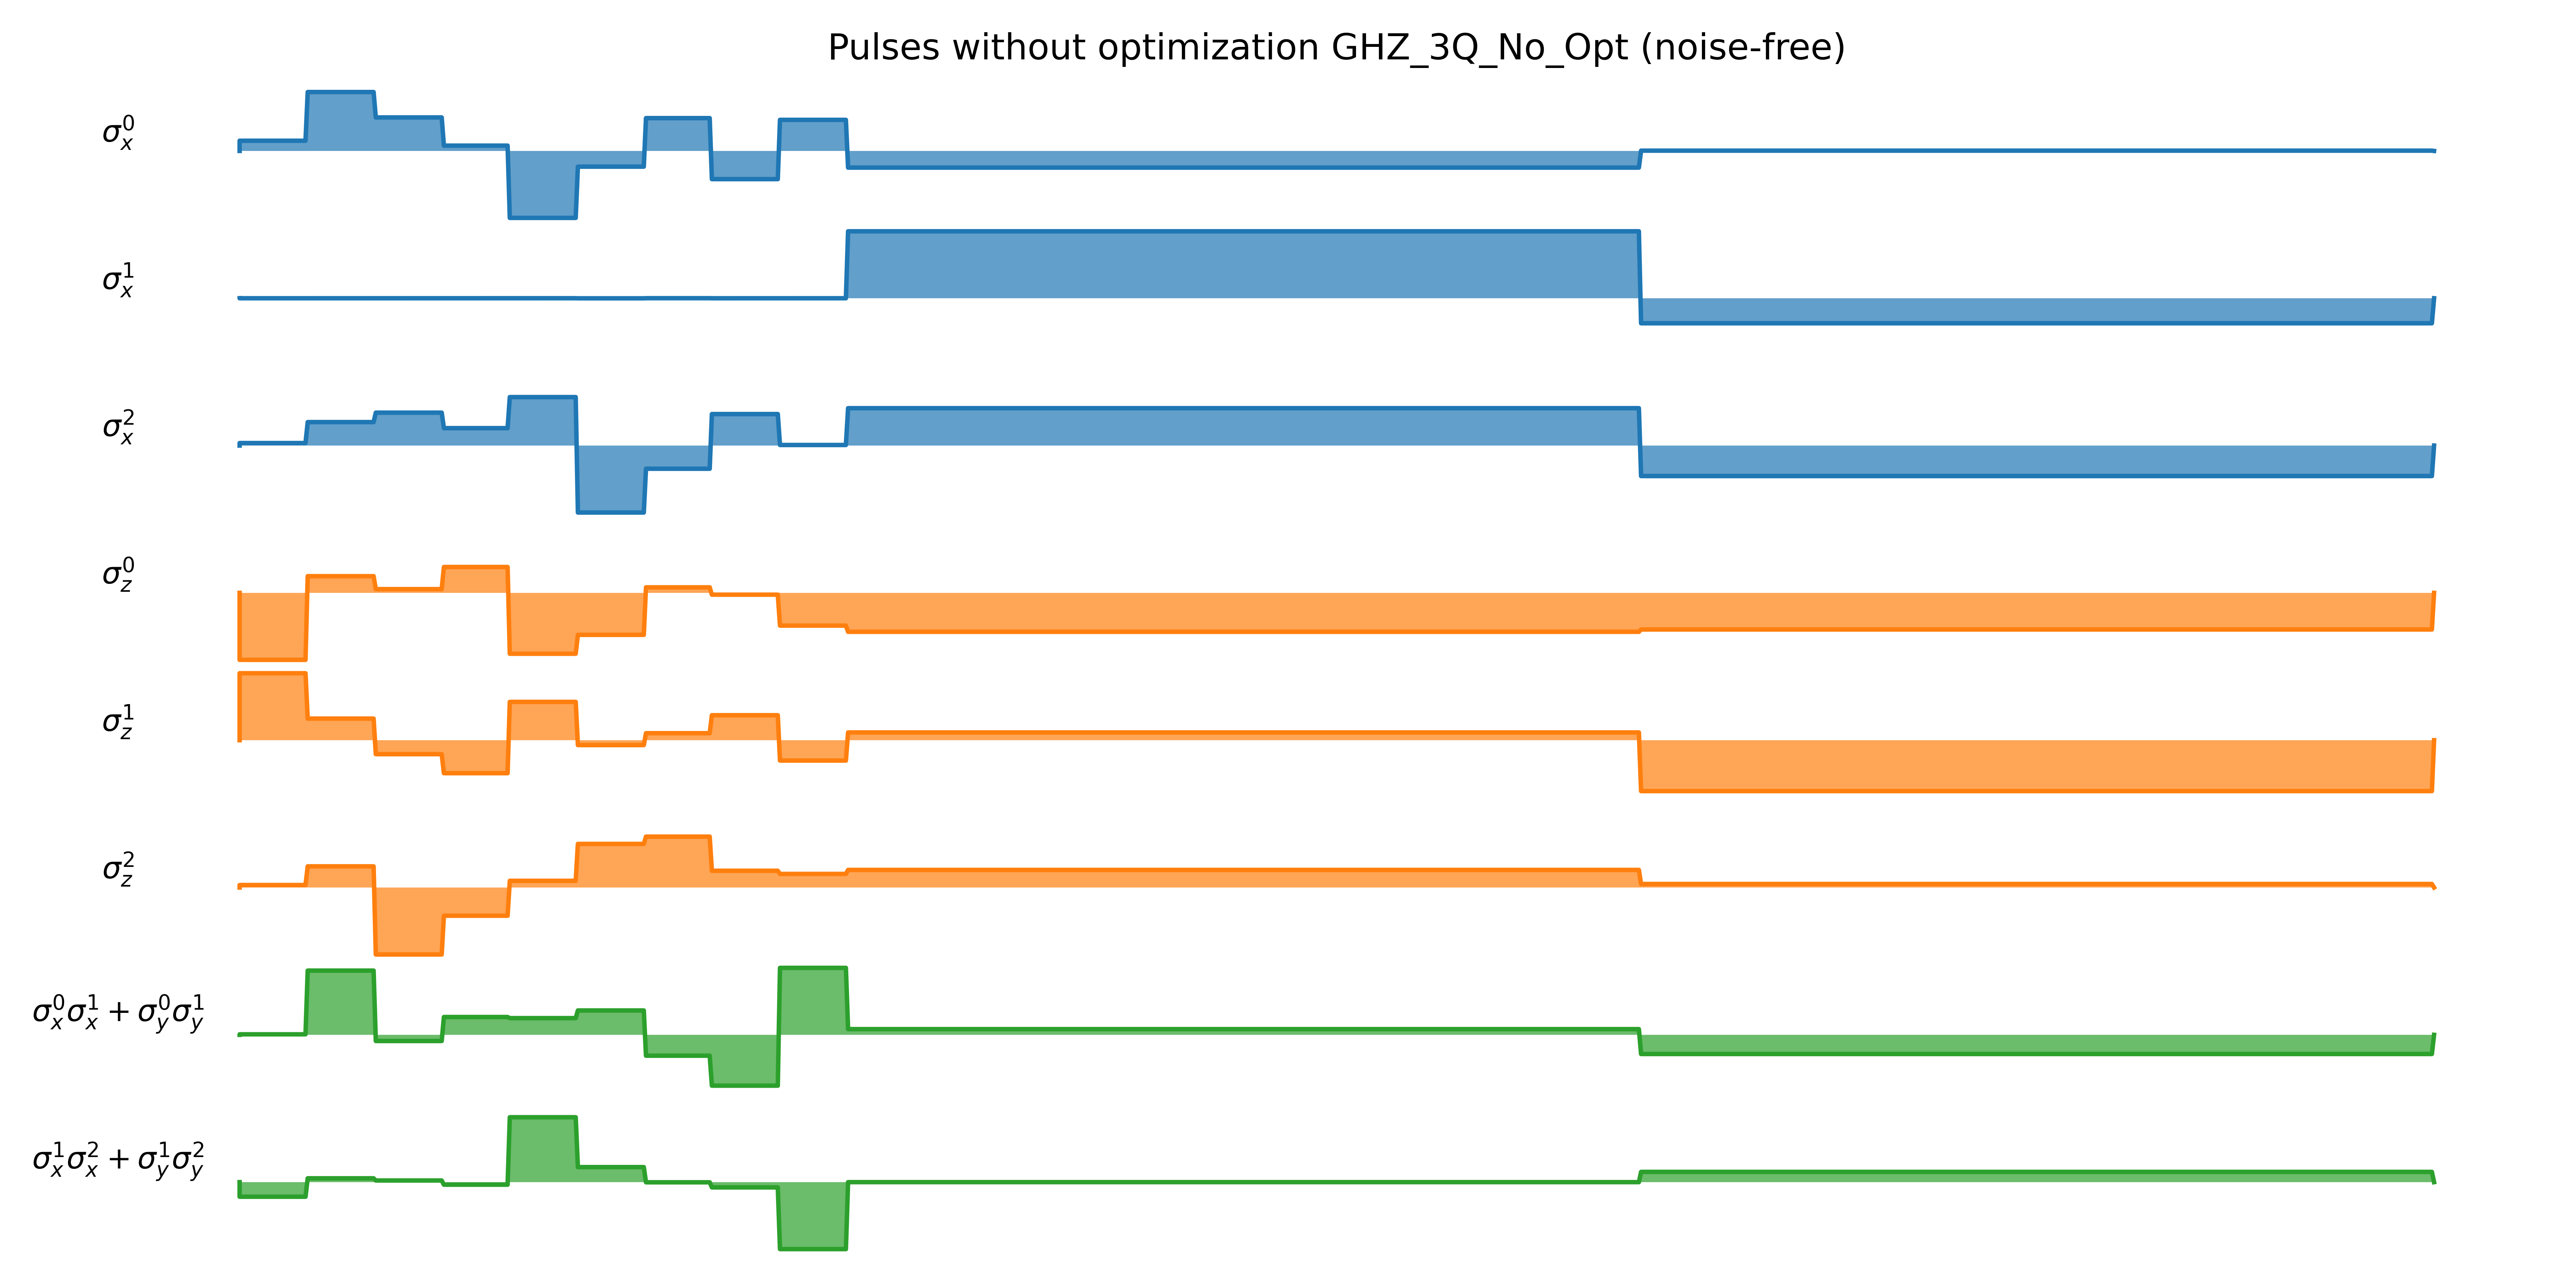 Pulses without optimization GHZ_3Q_No_Opt (noise-free)
σ_x^0
σ_x^1
σ_x^2
σ_z^0
σ_z^1
σ_z^2
σ_x^0σ_x^1 + σ_y^0σ_y^1
σ_x^1σ_x^2 + σ_y^1σ_y^2